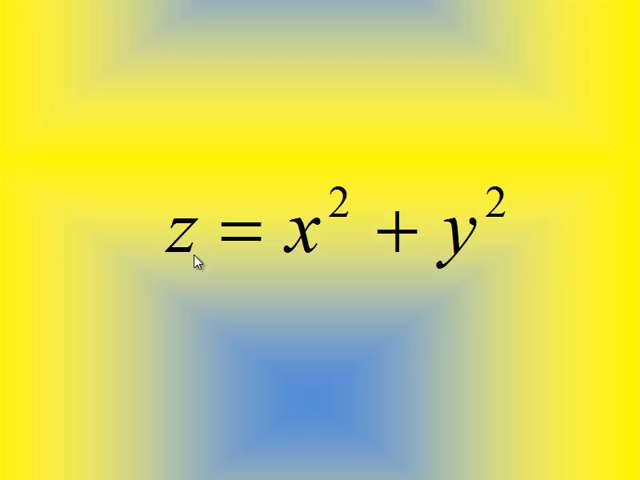 z = x² + y²